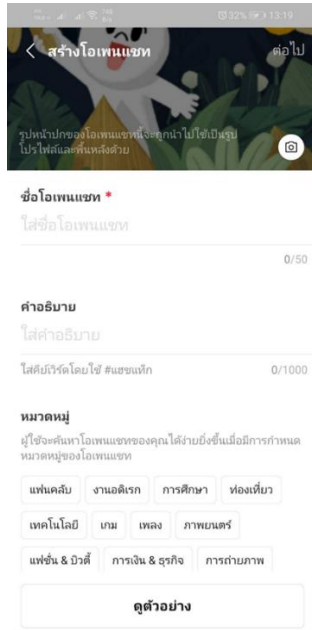 32% 13:19
สร้างโอเพนแชท
ต่อไป
รูปหน้าปกของโอเพนแชทนี้จะถูกนำไปใช้เป็นรูป
โปรไฟล์และพื้นหลังด้วย
ชื่อโอเพนแชท *
ใส่ชื่อโอเพนแชท
0/50
คำอธิบาย
ใส่คำอธิบาย
ใส่คีย์เวิร์ดโดยใช้ #แฮชแท็ก 0/1000
หมวดหมู่
ผู้ใช้จะค้นหาโอเพนแชทของคุณได้ง่ายยิ่งขึ้นเมื่อมีการกำหนด
หมวดหมู่ของโอเพนแชท
แฟนคลับ งานอดิเรก การศึกษา ท่องเที่ยว
เทคโนโลยี เกม เพลง ภาพยนตร์
แฟชั่น & บิวตี้ การเงิน & ธุรกิจ การถ่ายภาพ
ดูตัวอย่าง